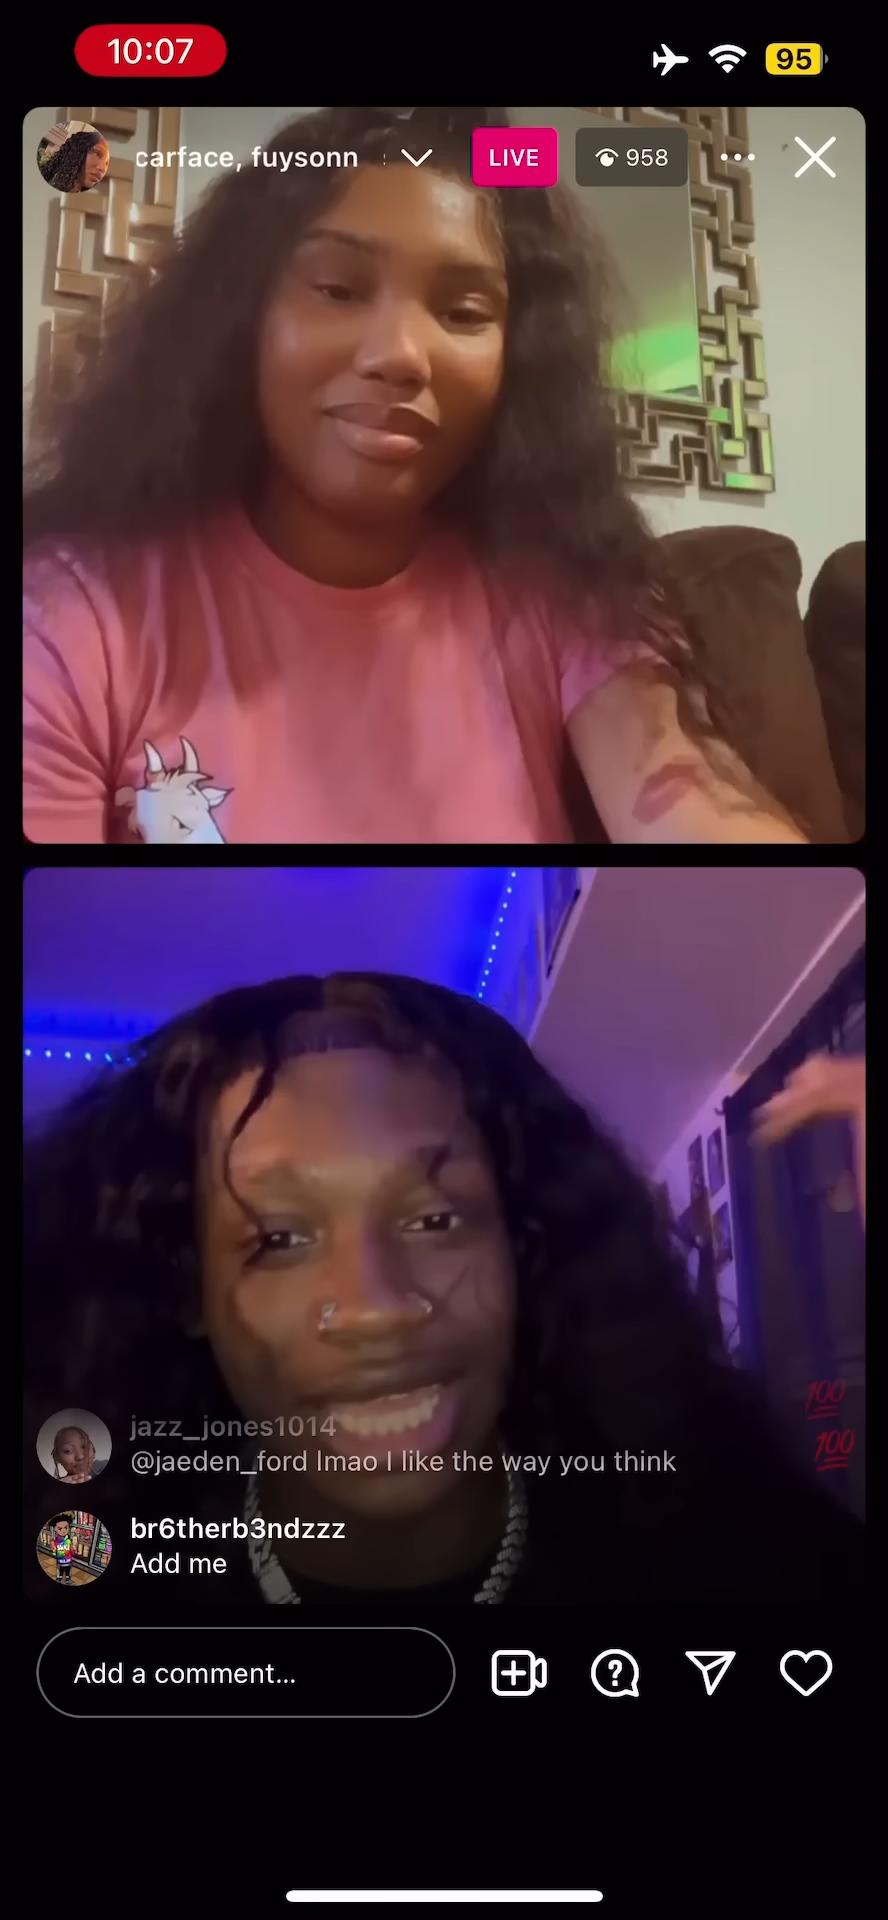 10:07
95
carface, fuysonn
LIVE
958
jazz_jones1014
@jaeden_ford lmao I like the way you think
br6therb3ndzzz
Add me
Add a comment...